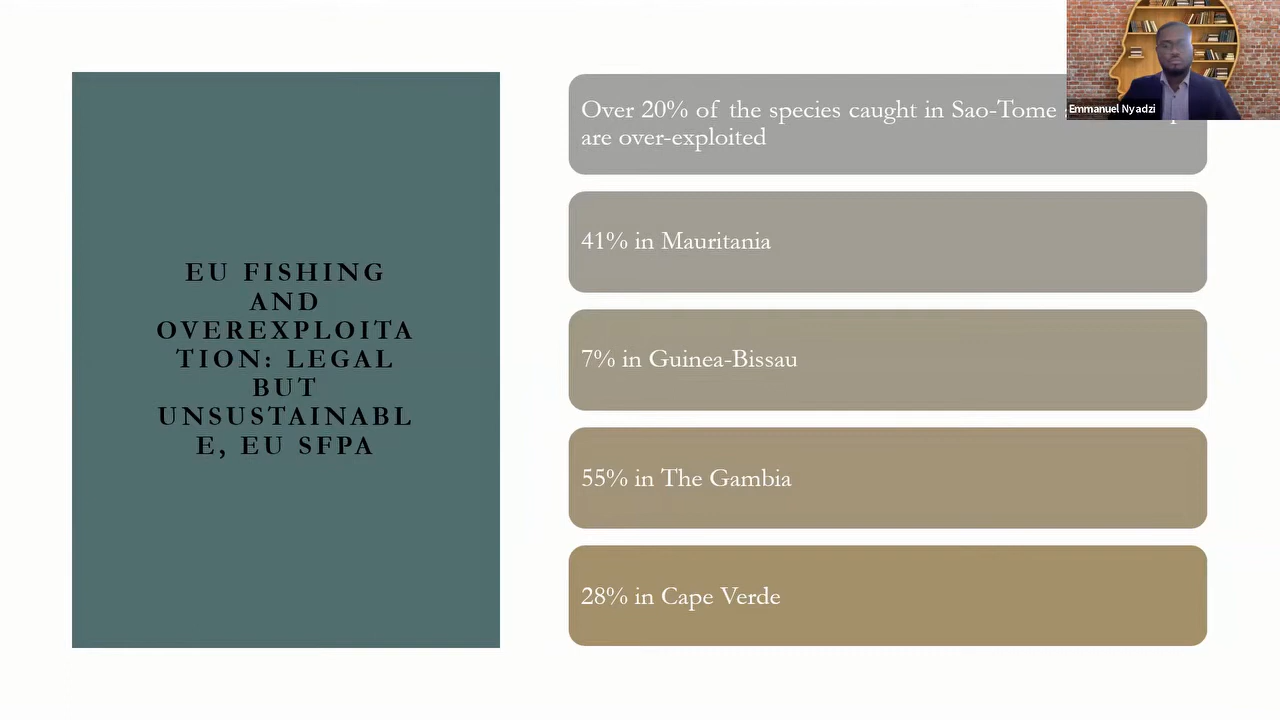 EU FISHING
AND
OVEREXPLOITA
TION: LEGAL
BUT
UNSUSTAINABL
E, EU SFPA
Over 20% of the species caught in Sao-Tome
are over-exploited
41% in Mauritania
7% in Guinea-Bissau
55% in The Gambia
28% in Cape Verde
Emmanuel Nyadzi